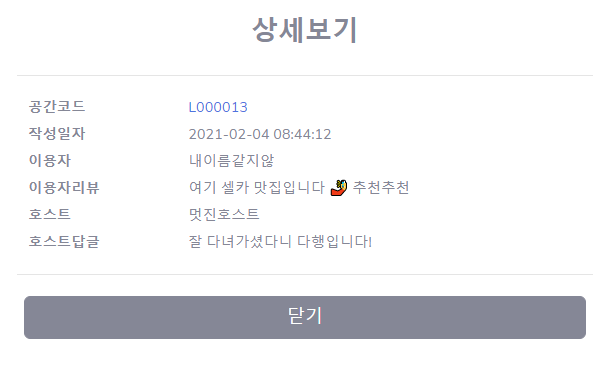 상세보기
공간코드 L000013
작성일자 2021-02-04 08:44:12
이용자 내이름같지않
이용자리뷰 여기 셀카 맛집입니다 🤳 추천추천
호스트 멋진호스트
호스트답글 잘 다녀가셨다니 다행입니다!
닫기